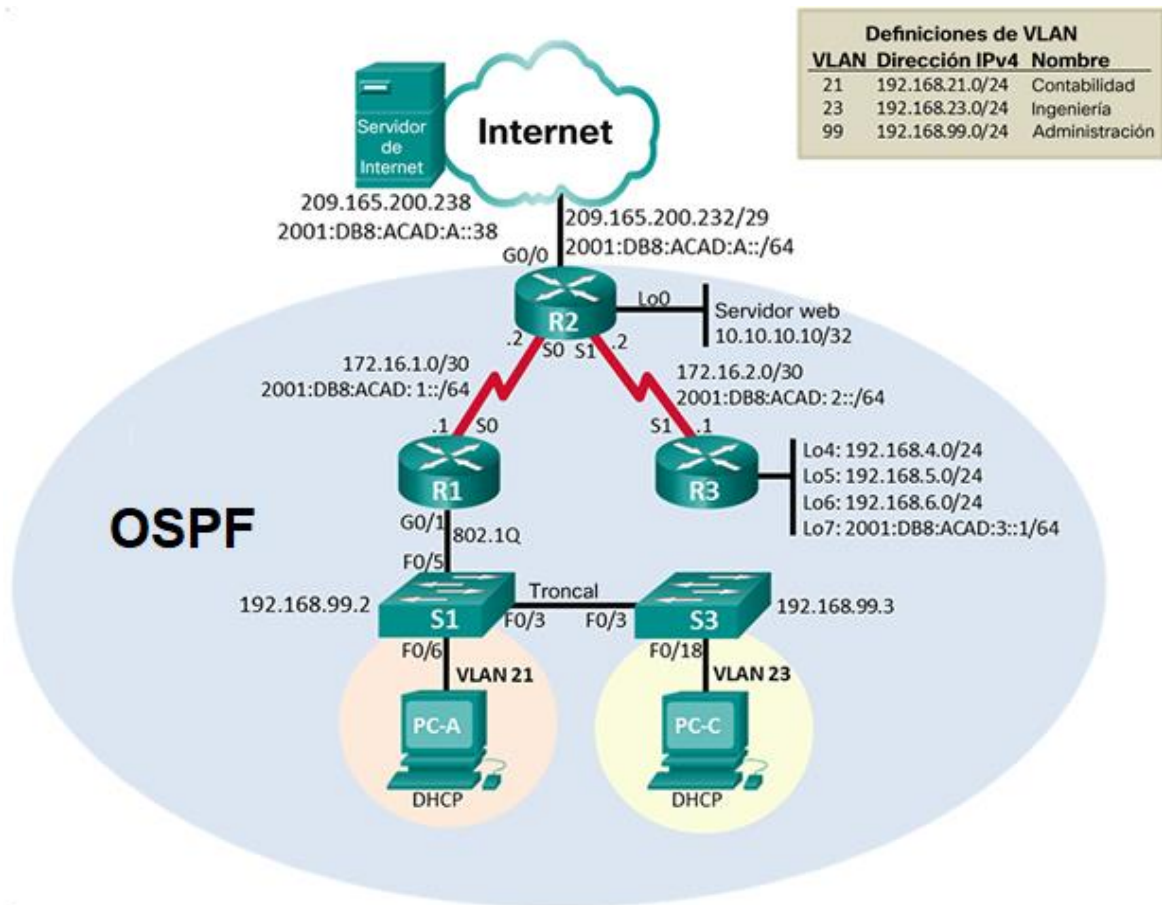 Definiciones de VLAN
VLAN Dirección IPv4 Nombre
21 192.168.21.0/24 Contabilidad
23 192.168.23.0/24 Ingeniería
99 192.168.99.0/24 Administración
Servidor
de
Internet
Internet
209.165.200.238
2001:DB8:ACAD:A::38
209.165.200.232/29
2001:DB8:ACAD:A::/64
G0/0
R2
Lo0
Servidor web
10.10.10.10/32
.2
S0
S1
.2
172.16.1.0/30
2001:DB8:ACAD: 1::/64
172.16.2.0/30
2001:DB8:ACAD: 2::/64
.1
S0
S1
.1
R1
R3
Lo4: 192.168.4.0/24
Lo5: 192.168.5.0/24
Lo6: 192.168.6.0/24
Lo7: 2001:DB8:ACAD:3::1/64
OSPF
G0/1
802.1Q
F0/5
192.168.99.2
S1
Troncal
F0/3
F0/3
S3
192.168.99.3
F0/6
F0/18
VLAN 21
VLAN 23
PC-A
PC-C
DHCP
DHCP